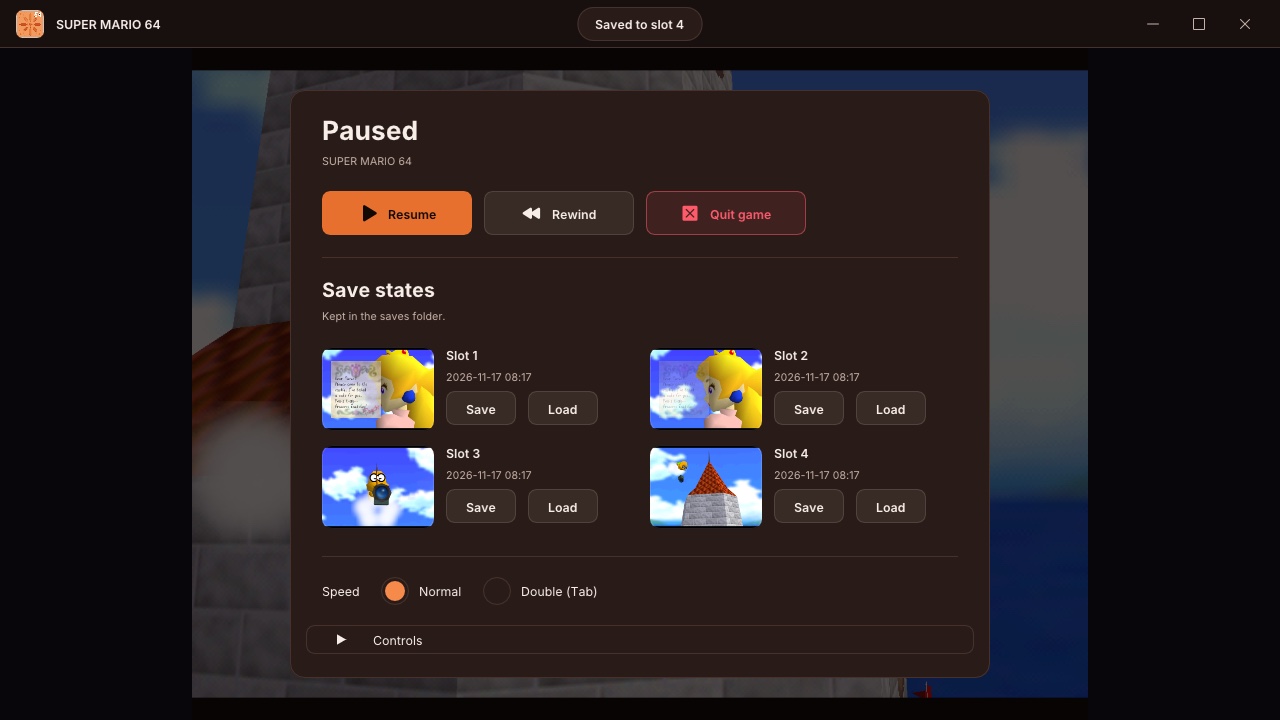 SUPER MARIO 64
Saved to slot 4
Paused
SUPER MARIO 64
Resume
Rewind
Quit game
Save states
Kept in the saves folder.
Slot 1
2026-11-17 08:17
Save
Load
Slot 2
2026-11-17 08:17
Save
Load
Slot 3
2026-11-17 08:17
Save
Load
Slot 4
2026-11-17 08:17
Save
Load
Speed
Normal
Double (Tab)
Controls